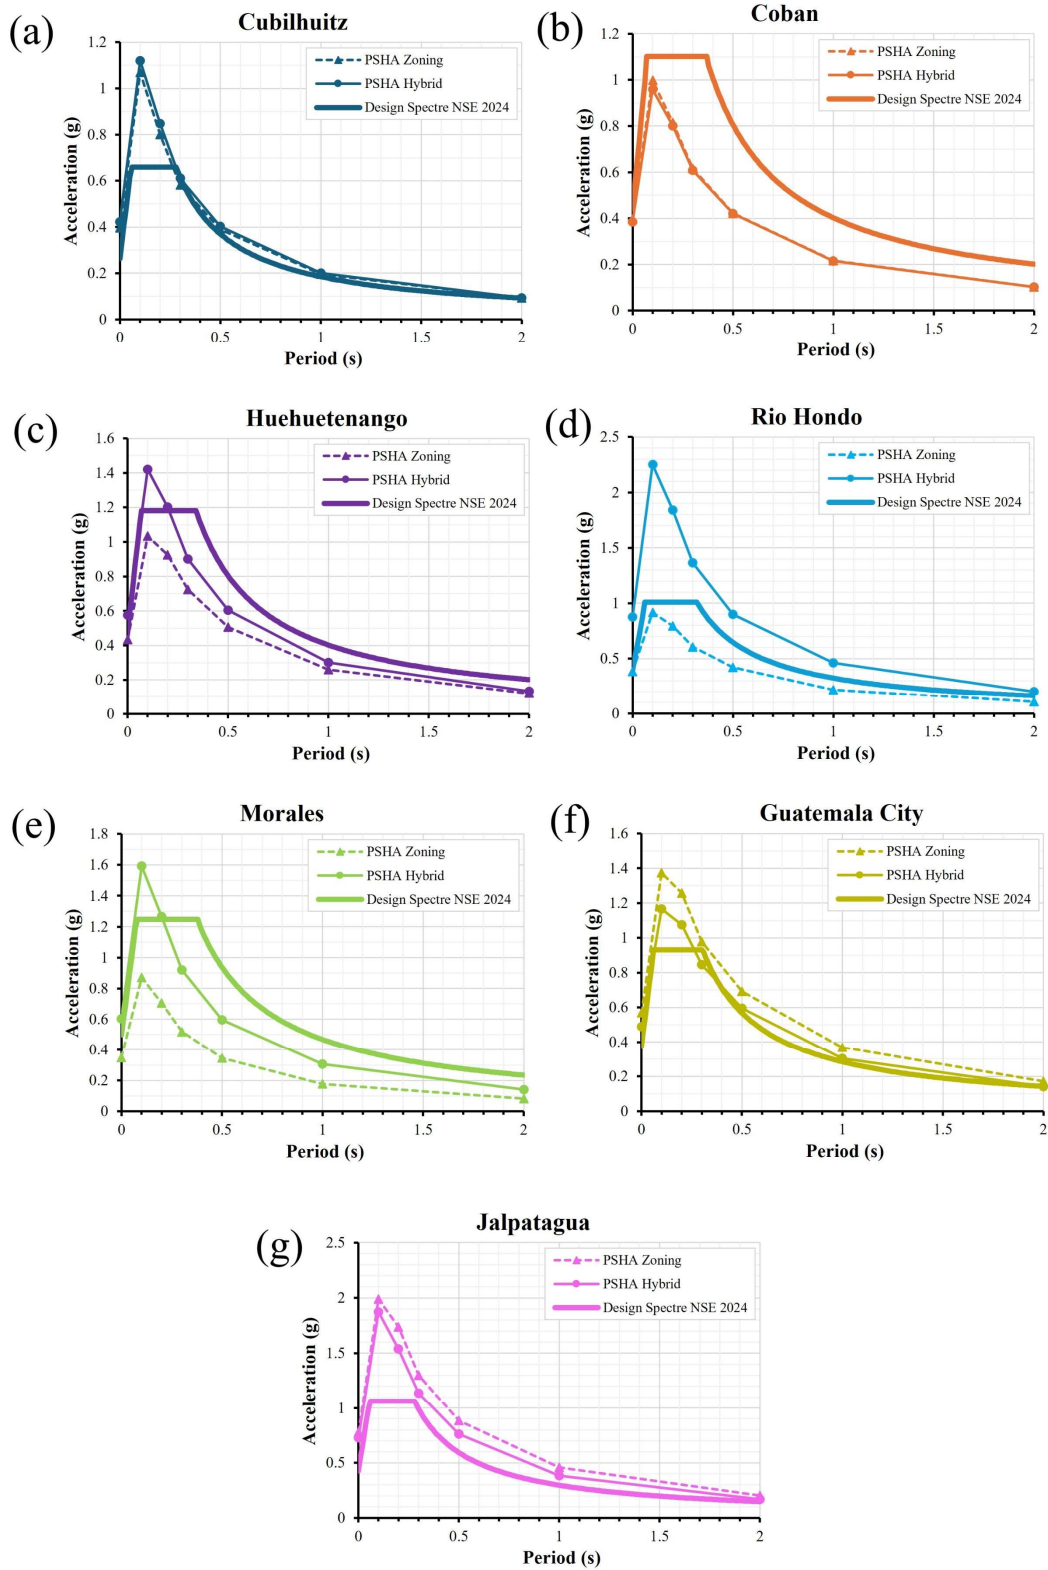 (a)
Cubilhuitz
1.2
1
0.8
0.6
0.4
0.2
0
Acceleration (g)
PSHA Zoning
PSHA Hybrid
Design Spectre NSE 2024
0 0.5 1 1.5 2
Period (s)
(b)
Coban
1.2
1
0.8
0.6
0.4
0.2
0
Acceleration (g)
PSHA Zoning
PSHA Hybrid
Design Spectre NSE 2024
0 0.5 1 1.5 2
Period (s)
(c)
Huehuetenango
1.6
1.4
1.2
1
0.8
0.6
0.4
0.2
0
Acceleration (g)
PSHA Zoning
PSHA Hybrid
Design Spectre NSE 2024
0 0.5 1 1.5 2
Period (s)
(d)
Rio Hondo
2.5
2
1.5
1
0.5
0
Acceleration (g)
PSHA Zoning
PSHA Hybrid
Design Spectre NSE 2024
0 0.5 1 1.5 2
Period (s)
(e)
Morales
1.8
1.6
1.4
1.2
1
0.8
0.6
0.4
0.2
0
Acceleration (g)
PSHA Zoning
PSHA Hybrid
Design Spectre NSE 2024
0 0.5 1 1.5 2
Period (s)
(f)
Guatemala City
1.6
1.4
1.2
1
0.8
0.6
0.4
0.2
0
Acceleration (g)
PSHA Zoning
PSHA Hybrid
Design Spectre NSE 2024
0 0.5 1 1.5 2
Period (s)
(g)
Jalpatagua
2.5
2
1.5
1
0.5
0
Acceleration (g)
PSHA Zoning
PSHA Hybrid
Design Spectre NSE 2024
0 0.5 1 1.5 2
Period (s)